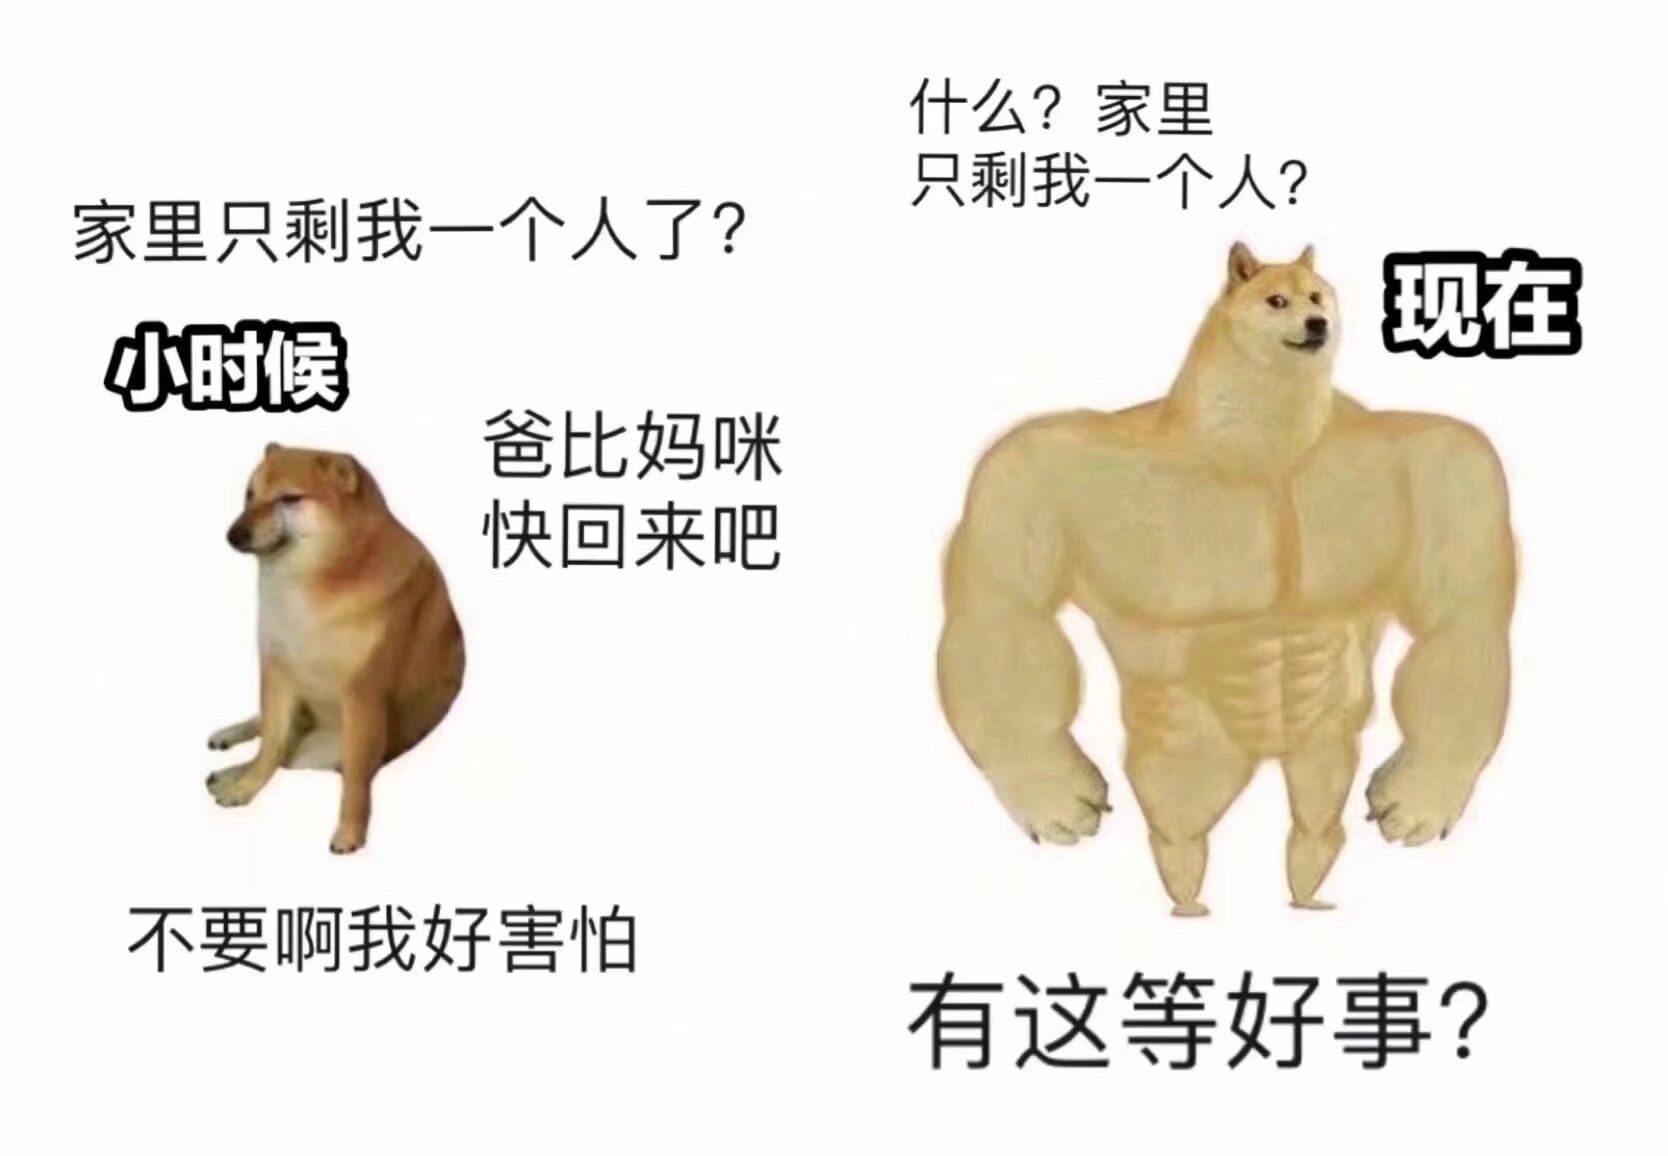 家里只剩我一个人了？
小时候
爸比妈咪
快回来吧
不要啊我好害怕
什么？家里
只剩我一个人？
现在
有这等好事？